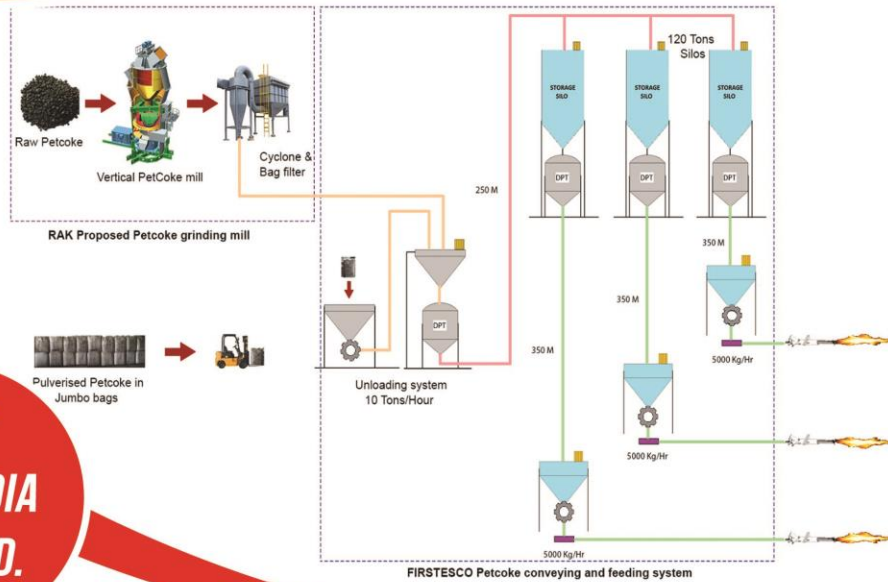 Raw Petcoke
Vertical PetCoke mill
Cyclone &
Bag filter
RAK Proposed Petcoke grinding mill
Pulverised Petcoke in
Jumbo bags
DPT
Unloading system
10 Tons/Hour
250 M
120 Tons
Silos
STORAGE
SILO
STORAGE
SILO
STORAGE
SILO
DPT
DPT
DPT
350 M
350 M
350 M
5000 Kg/Hr
5000 Kg/Hr
5000 Kg/Hr
FIRSTESCO Petcoke conveying and feeding system
DIA
D.